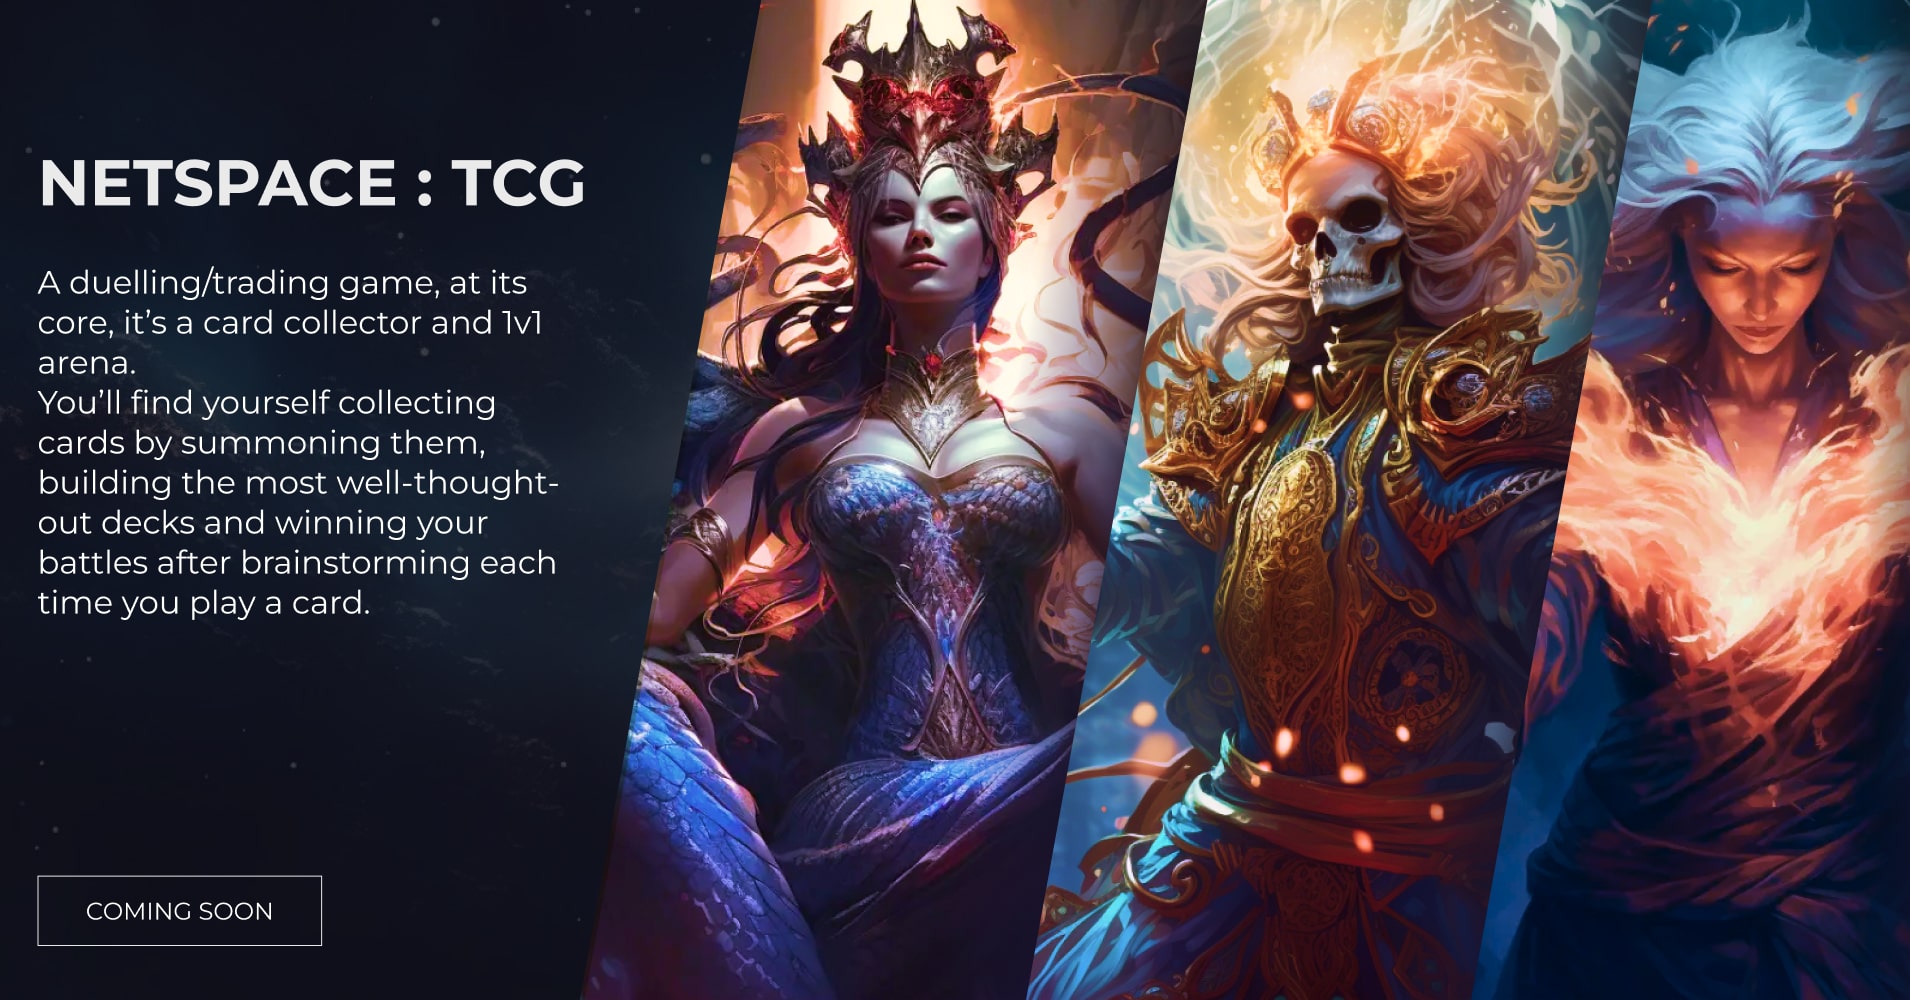 NETSPACE : TCG
A duelling/trading game, at its
core, it’s a card collector and 1v1
arena.
You’ll find yourself collecting
cards by summoning them,
building the most well-thought-
out decks and winning your
battles after brainstorming each
time you play a card.
COMING SOON